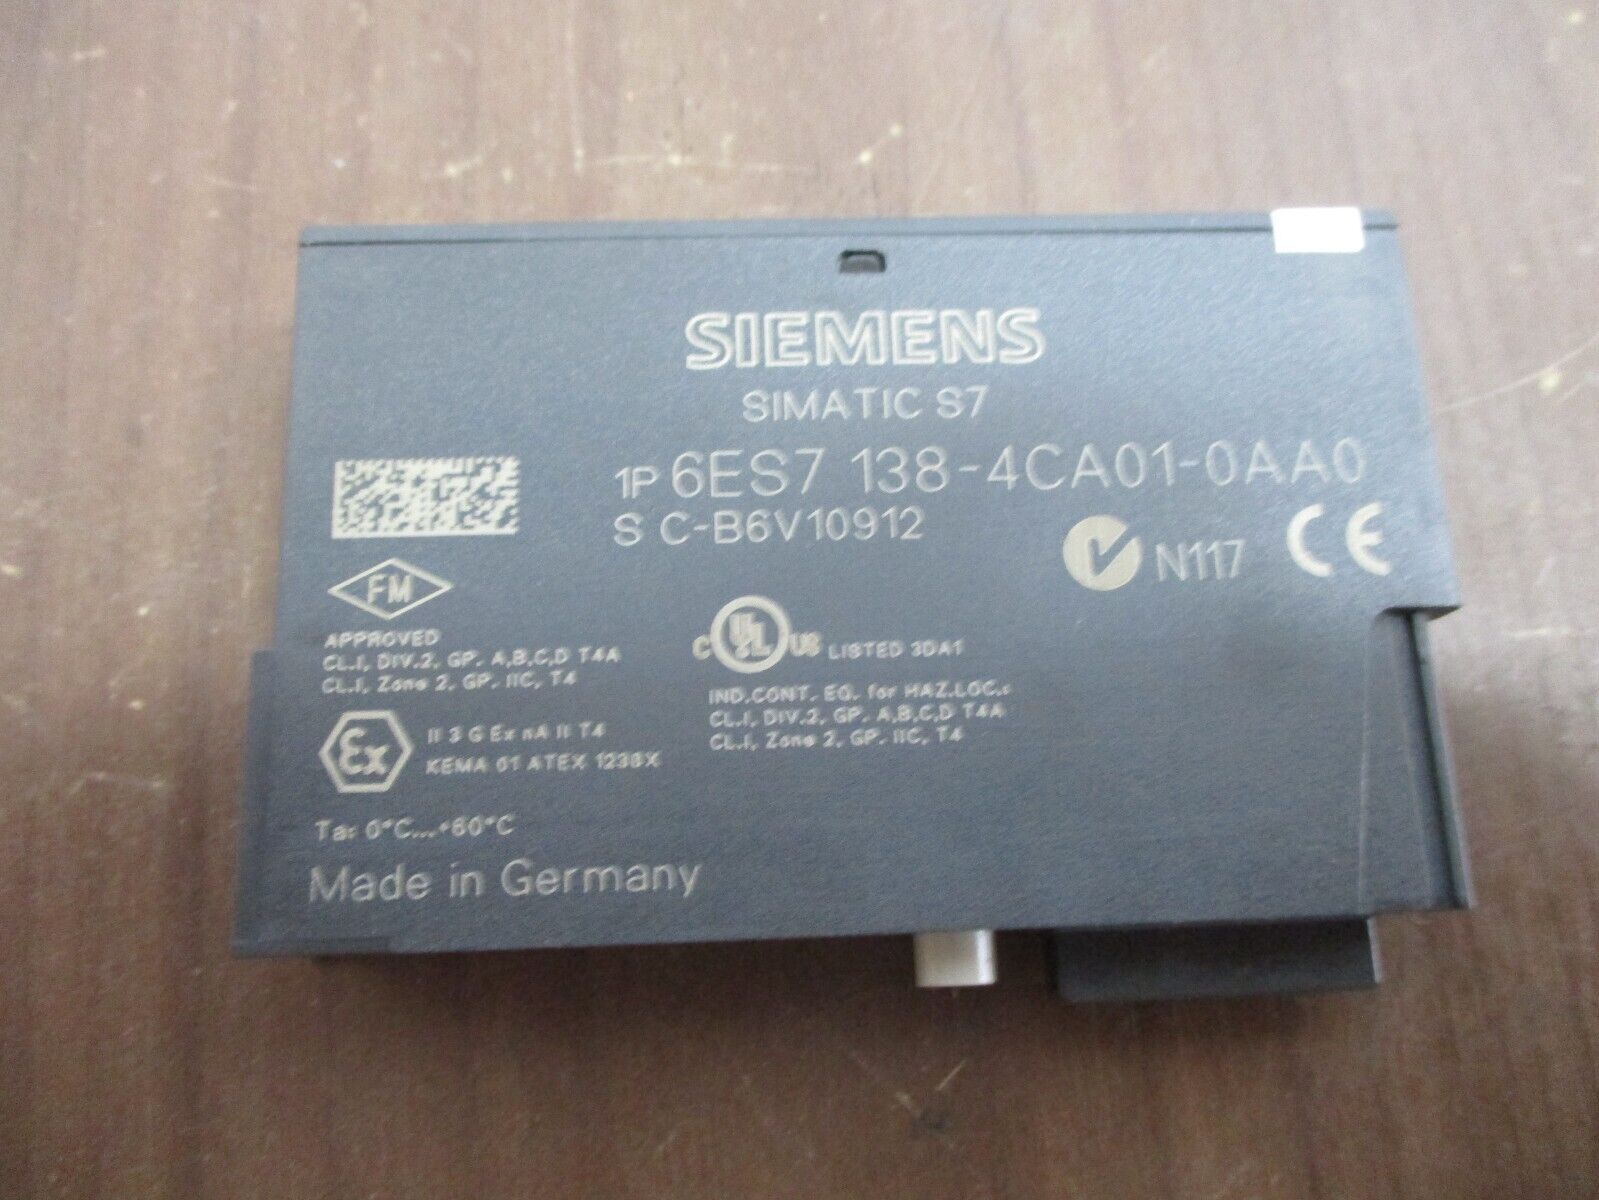 SIEMENS
SIMATIC S7
1P 6ES7 138-4CA01-0AA0
S C-B6V10912
N117 CE
FM
APPROVED
CL.I, DIV.2, GP. A,B,C,D T4A
CL.I, Zone 2, GP. IIC, T4
C UL US LISTED 3DA1
IND.CONT. EQ. for HAZ.LOC.:
CL.I, DIV.2, GP. A,B,C,D T4A
CL.I, Zone 2, GP. IIC, T4
Ex II 3 G Ex nA II T4
KEMA 01 ATEX 1238X
Ta: 0°C...+60°C
Made in Germany